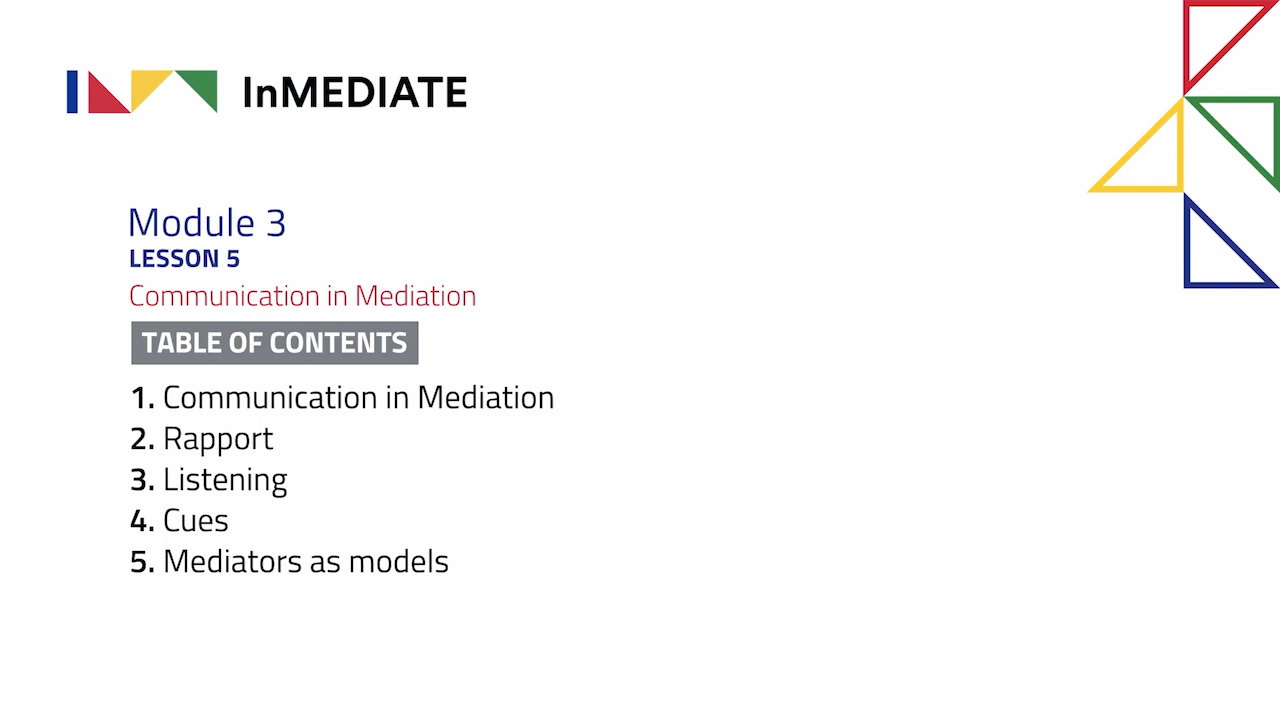 InMEDIATE
Module 3
LESSON 5
Communication in Mediation
TABLE OF CONTENTS
1. Communication in Mediation
2. Rapport
3. Listening
4. Cues
5. Mediators as models